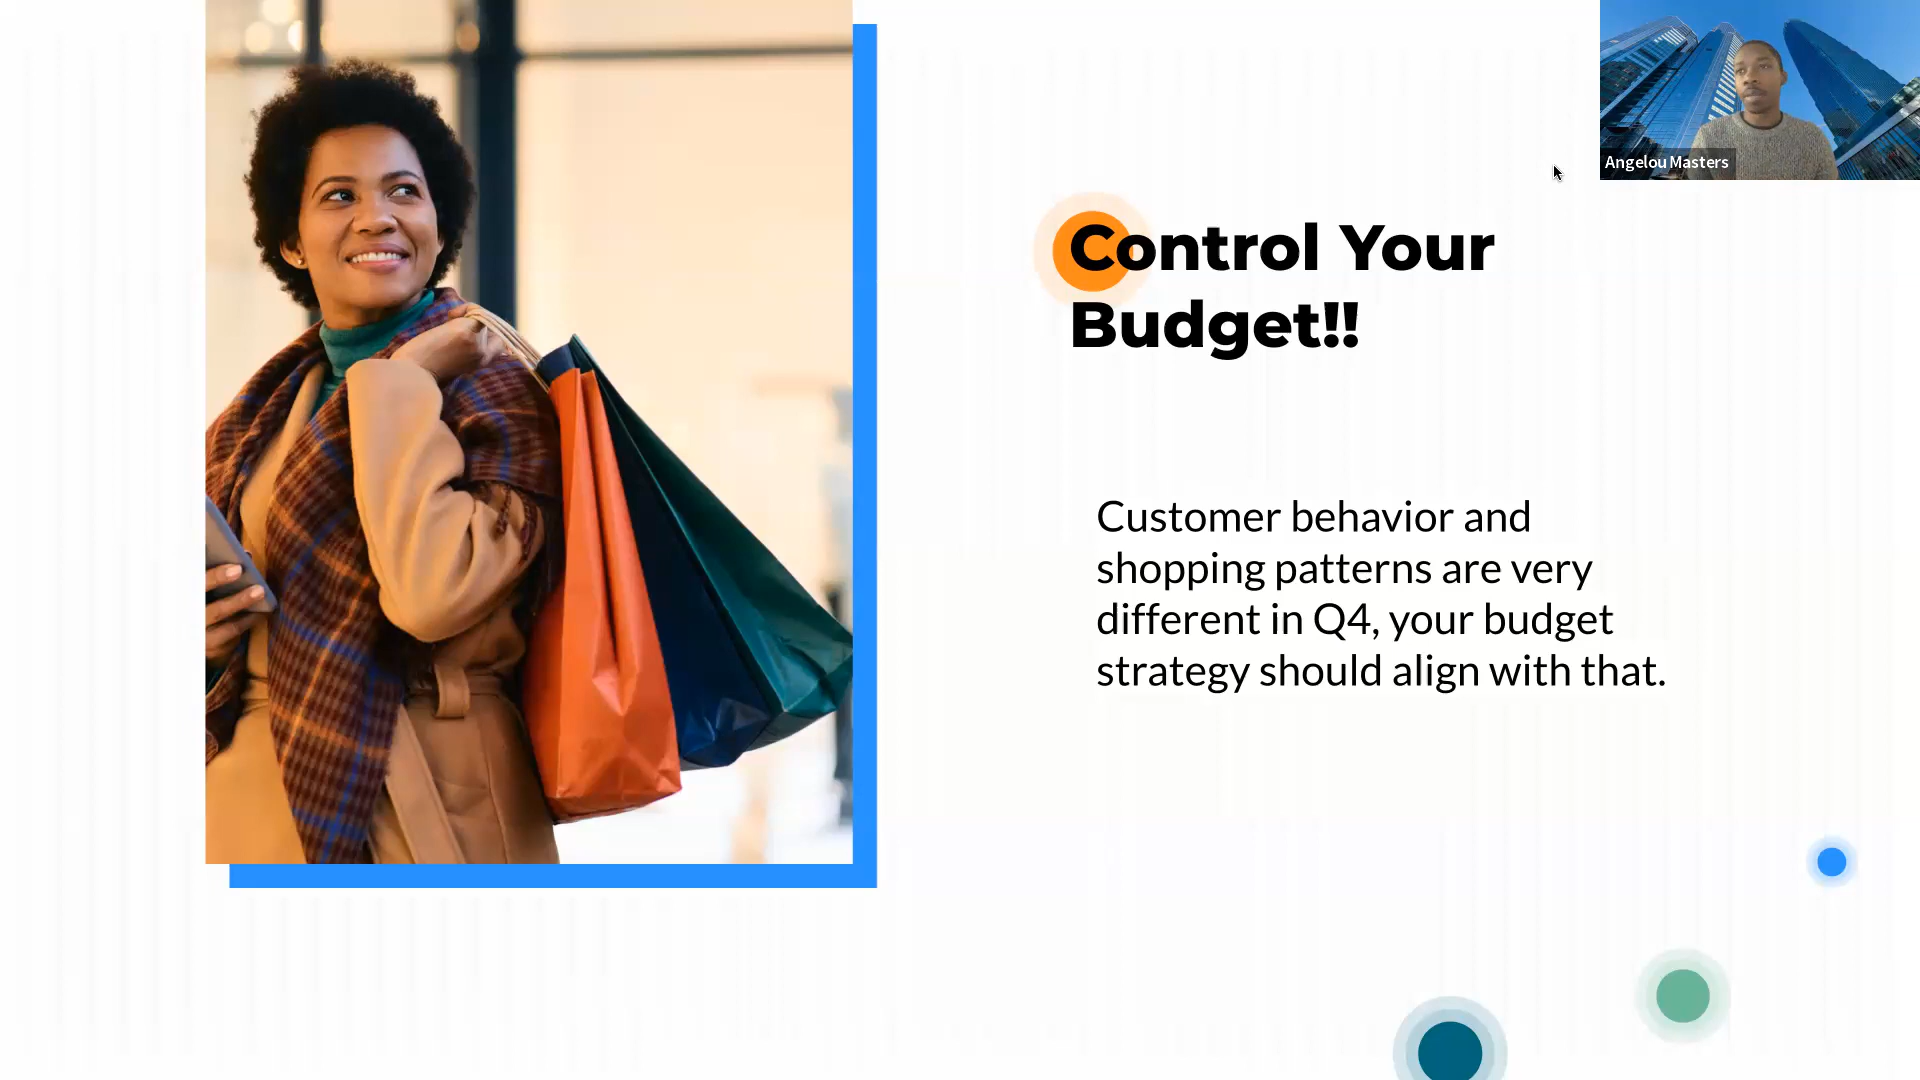 Angelou Masters
Control Your
Budget!!
Customer behavior and
shopping patterns are very
different in Q4, your budget
strategy should align with that.